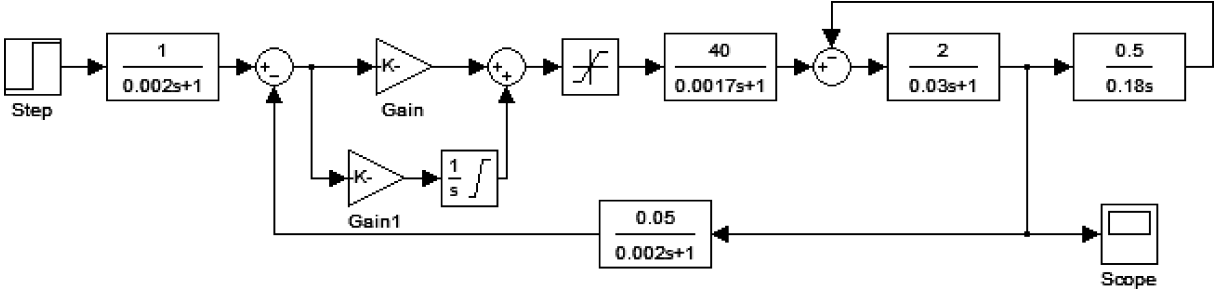 Step
1
0.002s+1
+
−
K-
Gain
K-
Gain1
1
s
+
+
40
0.0017s+1
+
−
2
0.03s+1
0.5
0.18s
0.05
0.002s+1
Scope